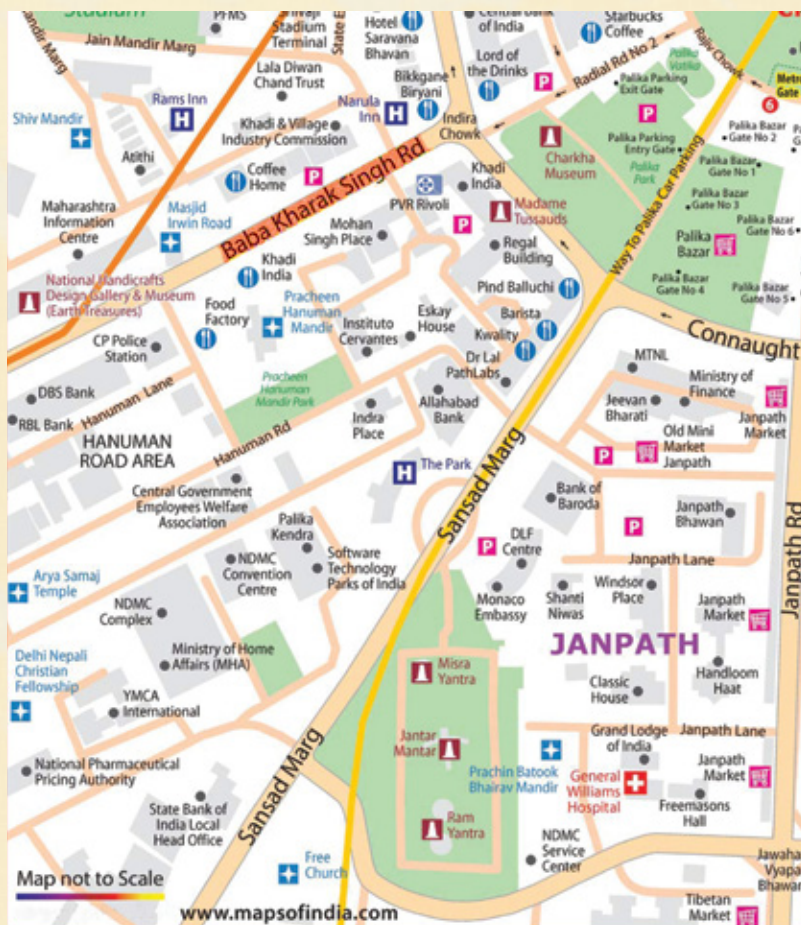 Stadium
PFMS
Shivaji
Stadium
Terminal
State E
Hotel
Saravana
Bhavan
Central Bank
of India
Starbucks
Coffee
Jain Mandir Marg
Mandir Marg
Lala Diwan
Chand Trust
Bikkgane
Biryani
Lord of
the Drinks
Radial Rd No 2
Palika
Vatika
Rajiv Chowk
Metro
Gate
6
Palika Parking
Exit Gate
P
Rams Inn
H
Narula
Inn
H
Khadi & Village
Industry Commission
Indira
Chowk
Shiv Mandir
Atithi
Coffee
Home
P
Charkha
Museum
P
Palika Parking
Entry Gate
Palika
Park
Palika Bazar
Gate No 2
Palika Bazar
Gate No 1
Palika Bazar
Gate No 3
Palika Bazar
Gate No 6
Palika
Bazar
Palika Bazar
Gate No 4
Palika Bazar
Gate No 5
Way To Palika Car Parking
Baba Kharak Singh Rd
Khadi
India
PVR Rivoli
P
Madame
Tussauds
Regal
Building
Maharashtra
Information
Centre
Masjid
Irwin Road
Mohan
Singh Place
Khadi
India
Pind Balluchi
National Handicrafts
Design Gallery & Museum
(Earth Treasures)
Food
Factory
Pracheen
Hanuman
Mandir
Instituto
Cervantes
Eskay
House
Barista
Kwality
Dr Lal
PathLabs
Connaught
CP Police
Station
Pracheen
Hanuman
Mandir Park
MTNL
Ministry of
Finance
DBS Bank
RBL Bank
Hanuman Lane
Indra
Place
Allahabad
Bank
Jeevan
Bharati
Old Mini
Market
Janpath
Janpath
Market
HANUMAN
ROAD AREA
Hanuman Rd
H
The Park
Sansad Marg
P
Central Government
Employees Welfare
Association
Bank of
Baroda
Janpath
Bhawan
P
Janpath Rd
Palika
Kendra
NDMC
Convention
Centre
Software
Technology
Parks of India
P
DLF
Centre
Janpath Lane
Arya Samaj
Temple
NDMC
Complex
Monaco
Embassy
Shanti
Niwas
Windsor
Place
Janpath
Market
JANPATH
Delhi Nepali
Christian
Fellowship
Ministry of Home
Affairs (MHA)
Misra
Yantra
Handloom
Haat
Classic
House
YMCA
International
Jantar
Mantar
Grand Lodge
of India
Janpath Lane
National Pharmaceutical
Pricing Authority
Prachin Batook
Bhairav Mandir
General
Williams
Hospital
Janpath
Market
Freemasons
Hall
State Bank of
India Local
Head Office
Sansad Marg
Ram
Yantra
NDMC
Service
Center
Free
Church
Jawaha
Vyapa
Bhawan
Tibetan
Market
Map not to Scale
www.mapsofindia.com